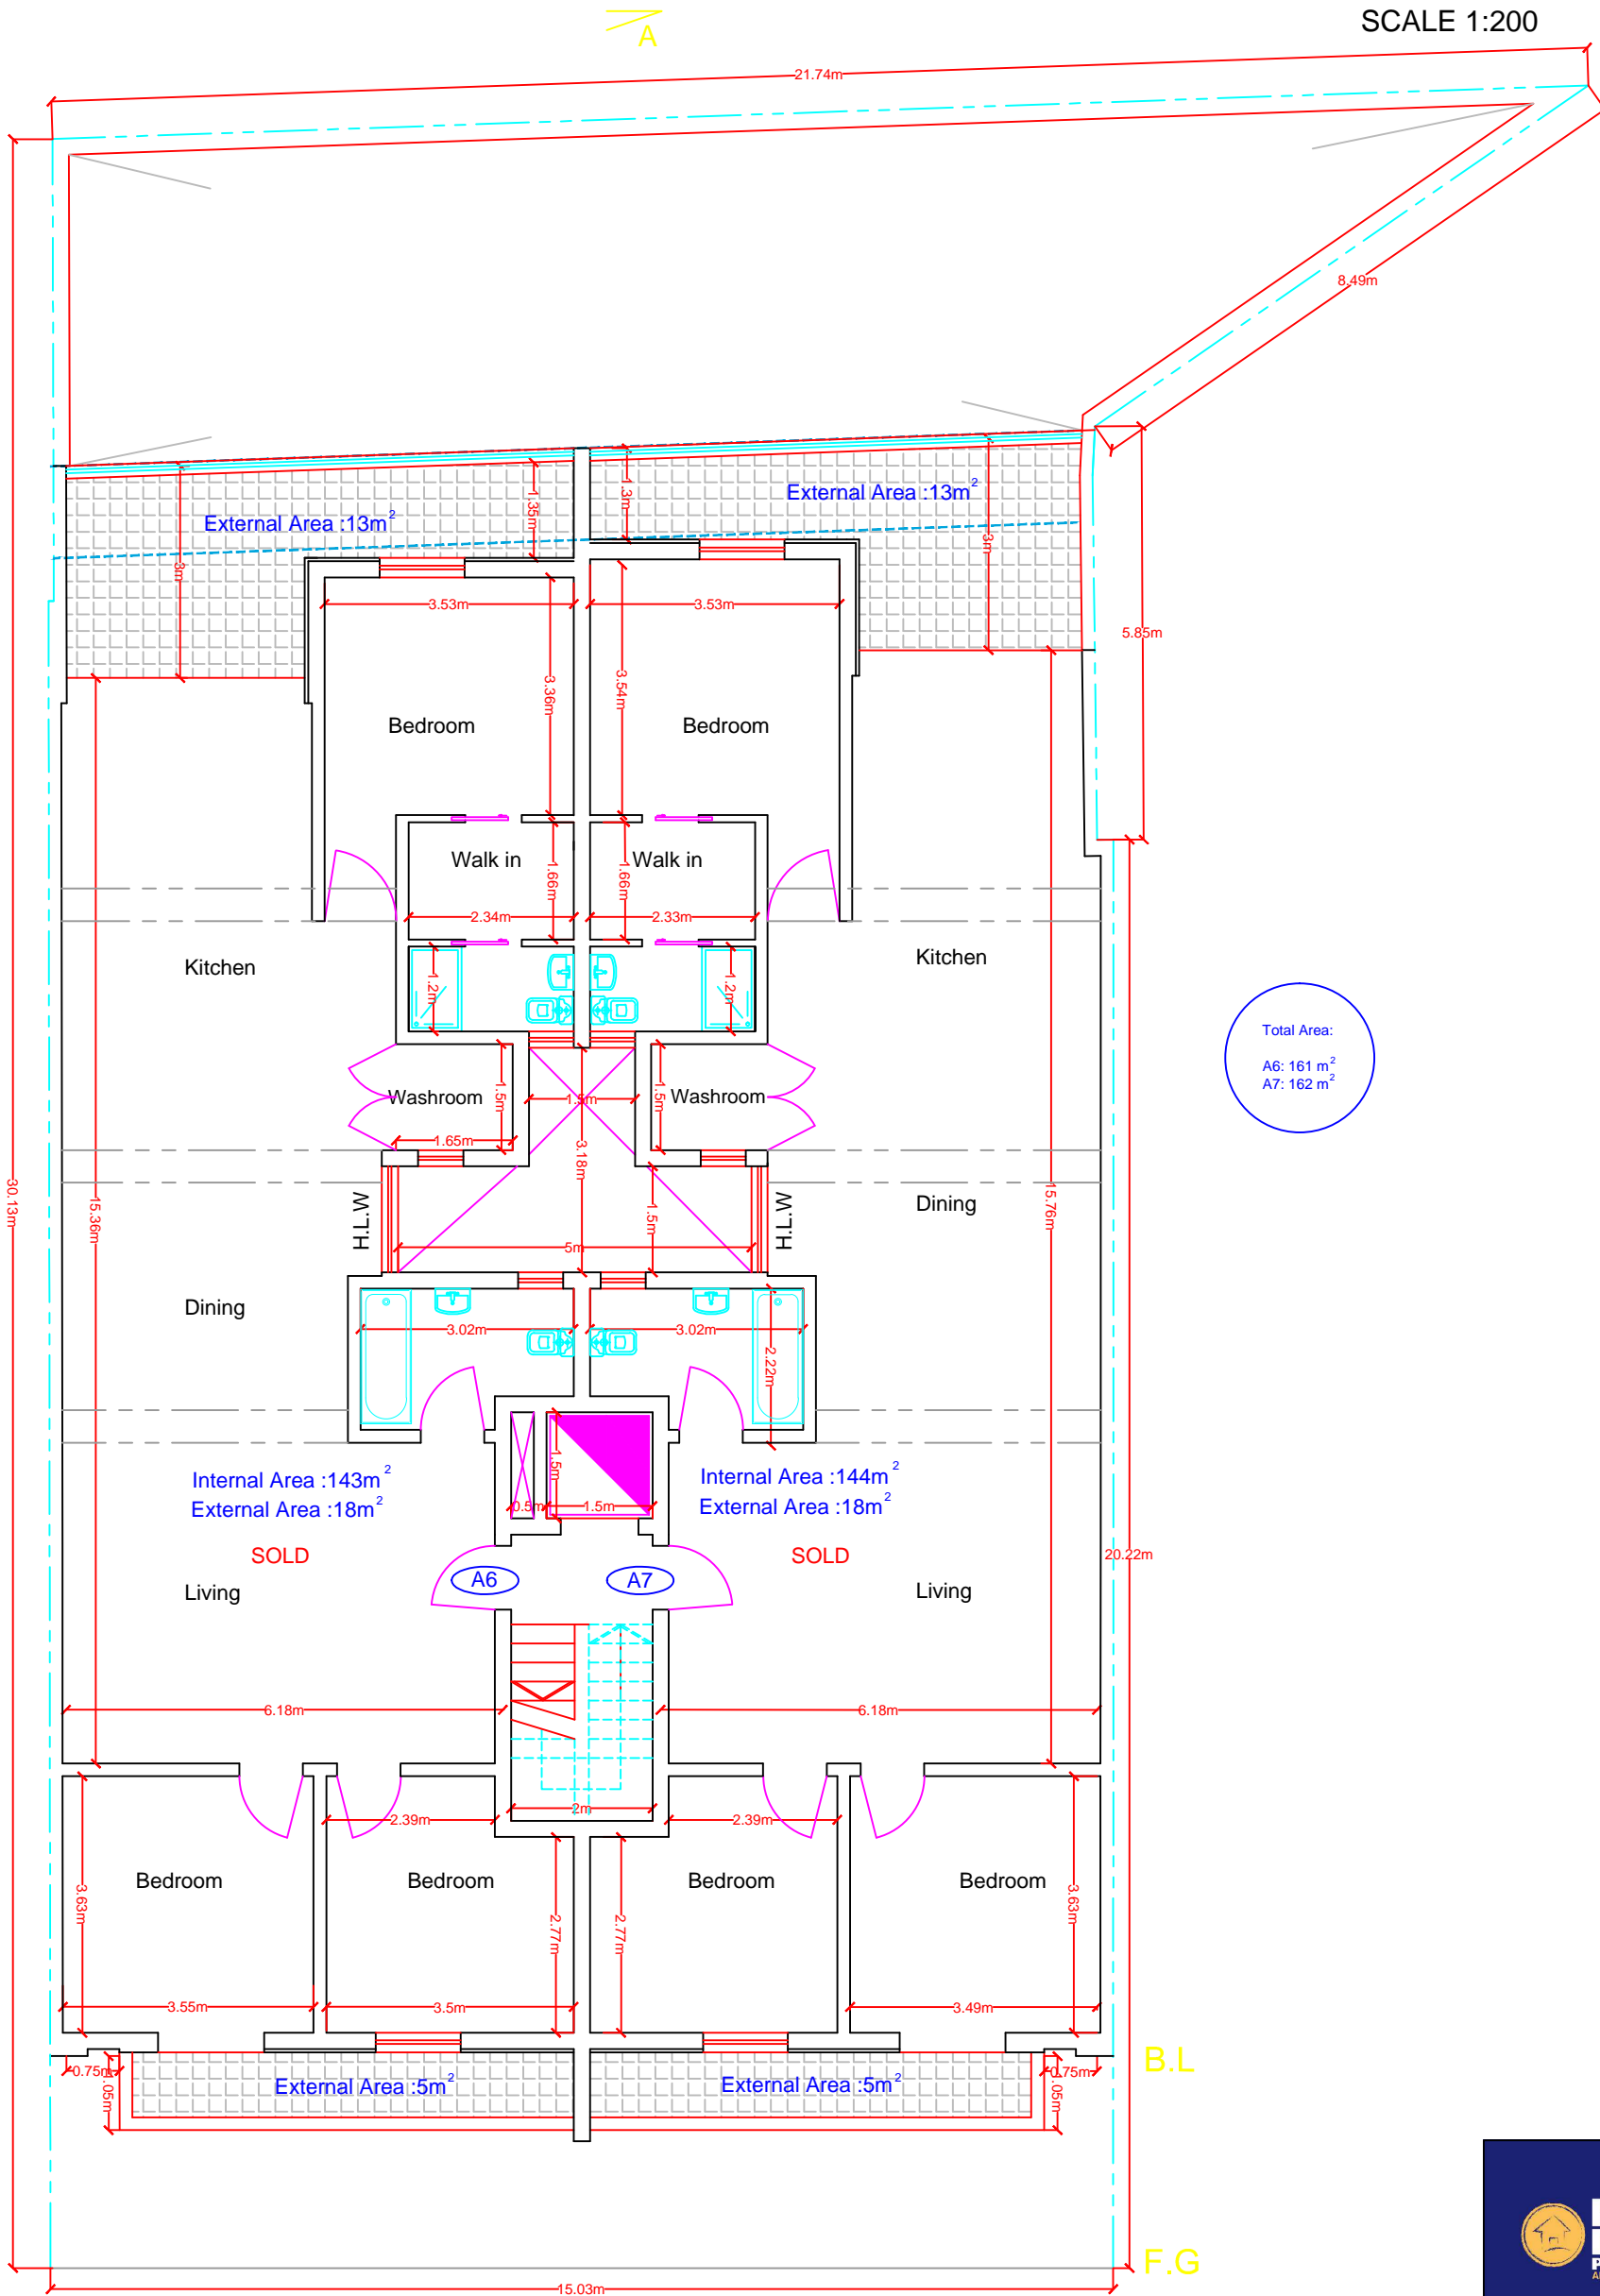 SCALE 1:200
A
21.74m
8.49m
External Area :13m²
External Area :13m²
1.35m
1.3m
3m
3m
5.85m
3.53m
3.53m
3.36m
3.54m
Bedroom
Bedroom
Walk in
Walk in
1.66m
1.66m
2.34m
2.33m
Kitchen
Kitchen
1.2m
1.2m
Total Area:
A6: 161 m²
A7: 162 m²
Washroom
Washroom
1.5m
1.5m
1.5m
1.65m
3.18m
30.13m
15.36m
15.76m
H.L.W
H.L.W
Dining
1.5m
5m
Dining
3.02m
3.02m
2.22m
Internal Area :143m²
External Area :18m²
Internal Area :144m²
External Area :18m²
1.5m
0.5m
1.5m
SOLD
SOLD
20.22m
A6
A7
Living
Living
6.18m
6.18m
2m
2.39m
2.39m
Bedroom
Bedroom
Bedroom
Bedroom
3.63m
2.77m
2.77m
3.63m
3.55m
3.5m
3.49m
B.L
0.75m
0.75m
External Area :5m²
External Area :5m²
F.G
15.03m